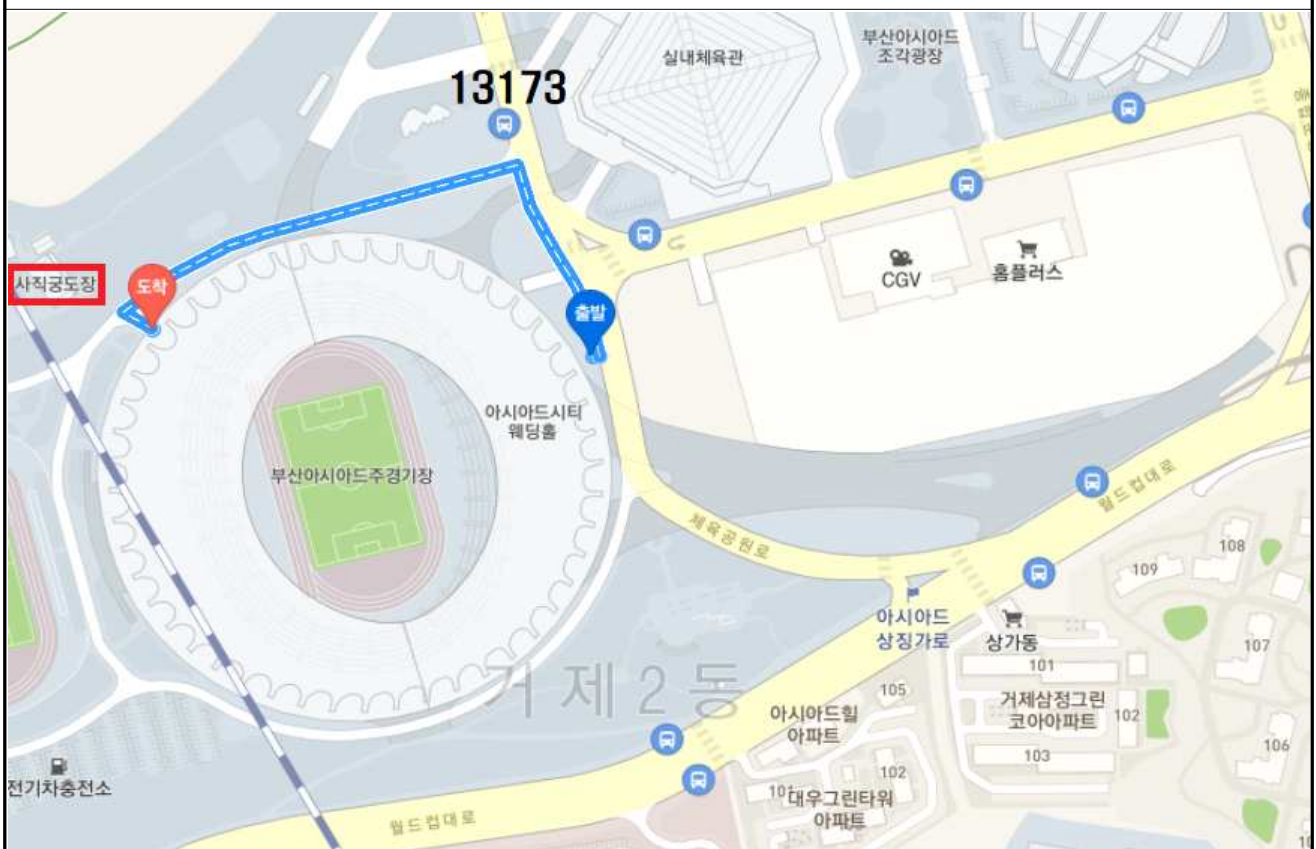 부산아시아드
조각광장
실내체육관
13173
CGV
홈플러스
사직궁도장
도착
출발
아시아드시티
웨딩홀
부산아시아드주경기장
월드컵대로
체육공원로
108
109
아시아드
상징가로
상가동
107
101
거제2동
105
거제삼정그린
코아아파트
102
아시아드힐
아파트
103
106
102
전기차충전소
101
대우그린타워
아파트
월드컵대로